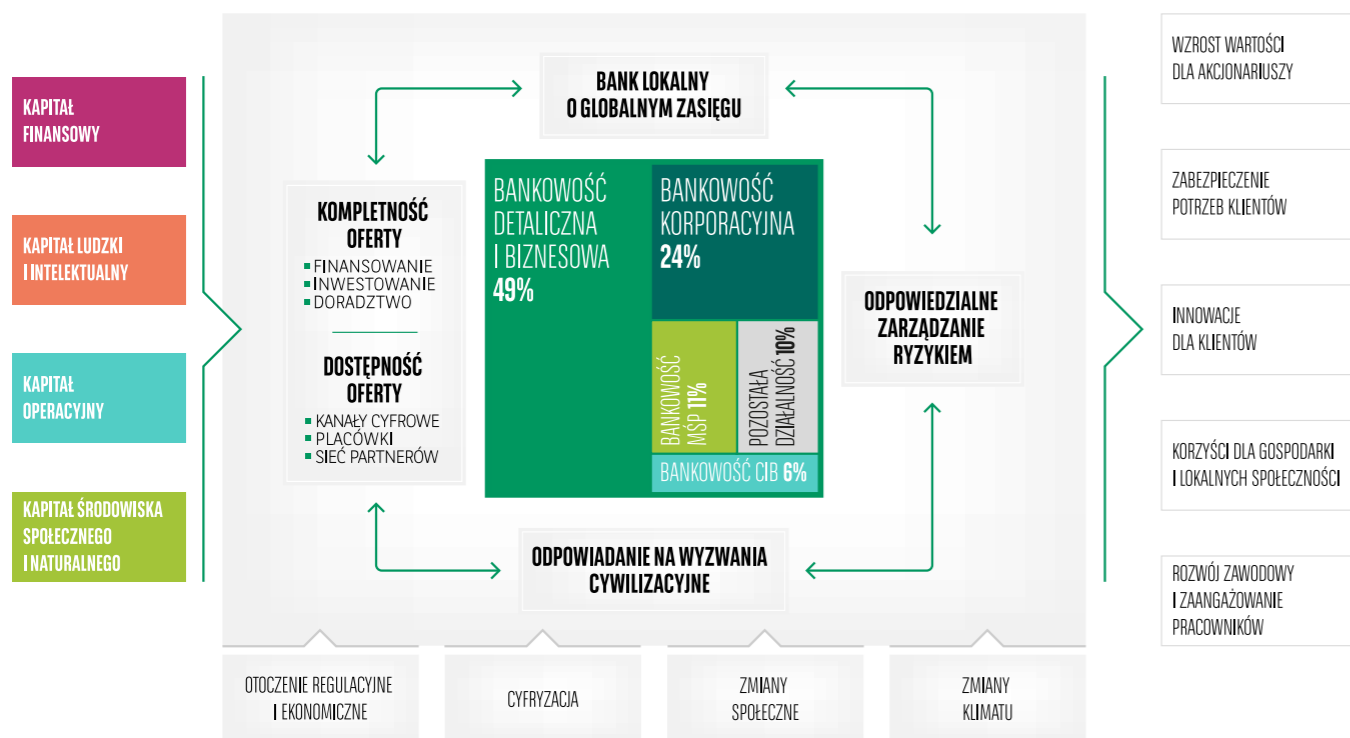 KAPITAŁ
FINANSOWY
KAPITAŁ LUDZKI
I INTELEKTUALNY
KAPITAŁ
OPERACYJNY
KAPITAŁ ŚRODOWISKA
SPOŁECZNEGO
I NATURALNEGO
BANK LOKALNY
O GLOBALNYM ZASIĘGU
KOMPLETNOŚĆ
OFERTY
FINANSOWANIE
INWESTOWANIE
DORADZTWO
DOSTĘPNOŚĆ
OFERTY
KANAŁY CYFROWE
PLACÓWKI
SIEĆ PARTNERÓW
BANKOWOŚĆ
DETALICZNA
I BIZNESOWA
49%
BANKOWOŚĆ
KORPORACYJNA
24%
BANKOWOŚĆ
MŚP 11%
POZOSTAŁA
DZIAŁALNOŚĆ 10%
BANKOWOŚĆ CIB 6%
ODPOWIEDZIALNE
ZARZĄDZANIE
RYZYKIEM
ODPOWIADANIE NA WYZWANIA
CYWILIZACYJNE
OTOCZENIE REGULACYJNE
I EKONOMICZNE
CYFRYZACJA
ZMIANY
SPOŁECZNE
ZMIANY
KLIMATU
WZROST WARTOŚCI
DLA AKCJONARIUSZY
ZABEZPIECZENIE
POTRZEB KLIENTÓW
INNOWACJE
DLA KLIENTÓW
KORZYŚCI DLA GOSPODARKI
I LOKALNYCH SPOŁECZNOŚCI
ROZWÓJ ZAWODOWY
I ZAANGAŻOWANIE
PRACOWNIKÓW